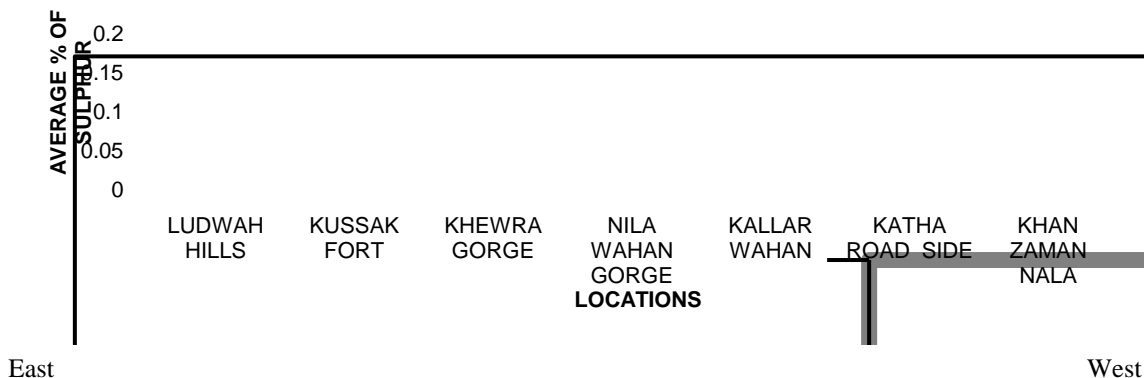 AVERAGE % OF
SULPHUR
0.2
0.15
0.1
0.05
0
LUDWAH
HILLS
KUSSAK
FORT
KHEWRA
GORGE
NILA
WAHAN
GORGE
KALLAR
WAHAN
KATHA
ROAD SIDE
KHAN
ZAMAN
NALA
LOCATIONS
East
West